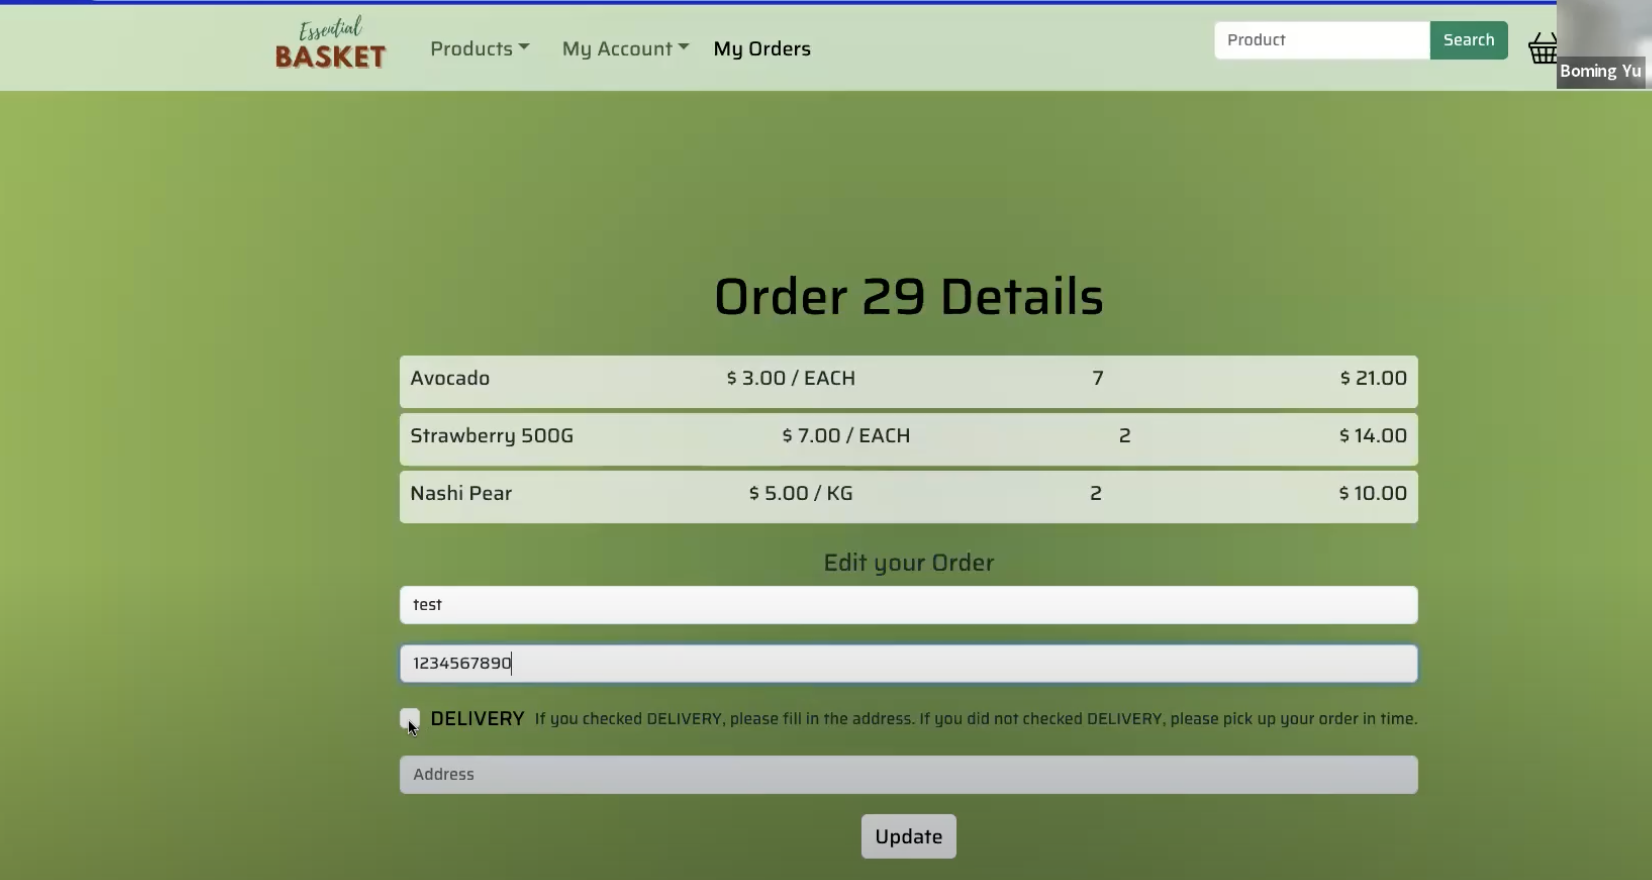 Essential
BASKET
Products
My Account
My Orders
Product
Search
Boming Yu
Order 29 Details
Avocado $ 3.00 / EACH 7 $ 21.00
Strawberry 500G $ 7.00 / EACH 2 $ 14.00
Nashi Pear $ 5.00 / KG 2 $ 10.00
Edit your Order
test
1234567890
DELIVERY If you checked DELIVERY, please fill in the address. If you did not checked DELIVERY, please pick up your order in time.
Address
Update